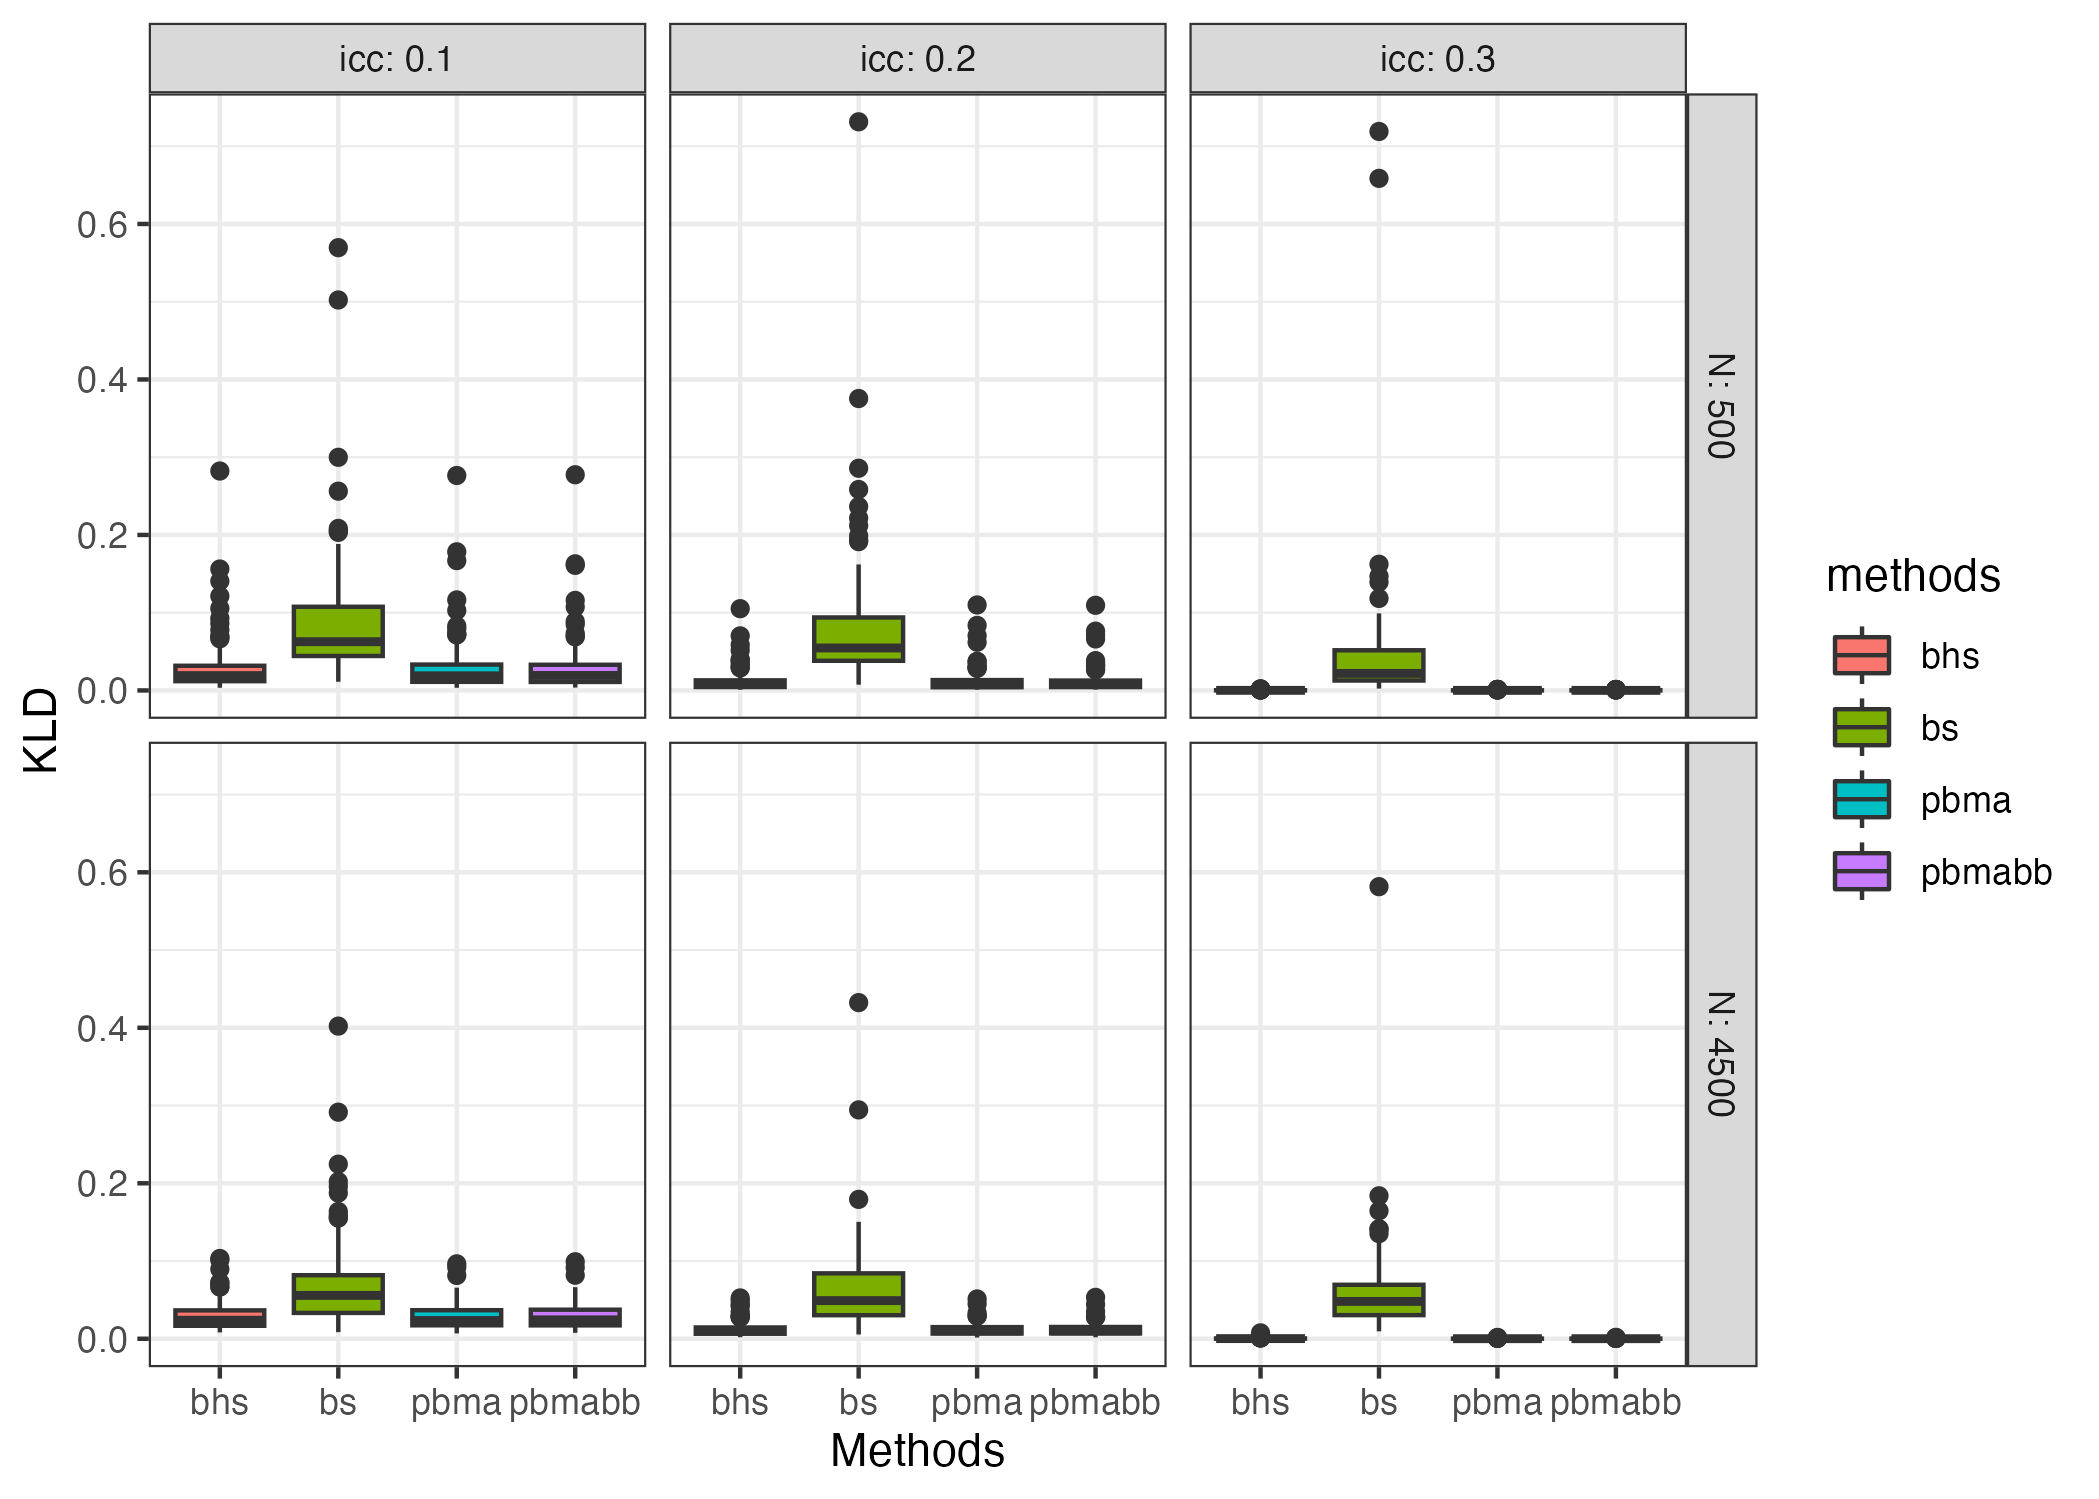 icc: 0.1
icc: 0.2
icc: 0.3
KLD
0.6
0.4
0.2
0.0
N: 500
0.6
0.4
0.2
0.0
N: 4500
bhs bs pbma pbmabb
bhs bs pbma pbmabb
bhs bs pbma pbmabb
Methods
methods
bhs
bs
pbma
pbmabb